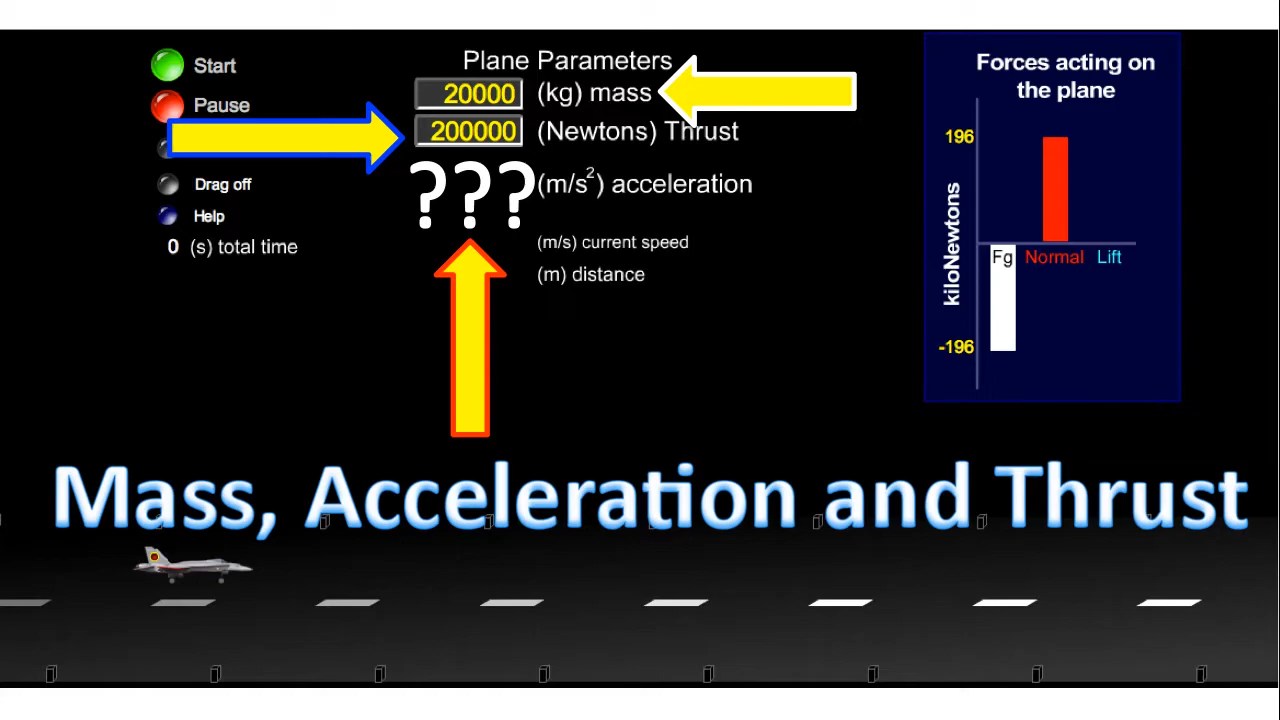 Start
Pause
Drag off
Help
0 (s) total time
Plane Parameters
20000 (kg) mass
200000 (Newtons) Thrust
??? (m/s²) acceleration
(m/s) current speed
(m) distance
Forces acting on
the plane
196
kiloNewtons
Fg Normal Lift
-196
Mass, Acceleration and Thrust